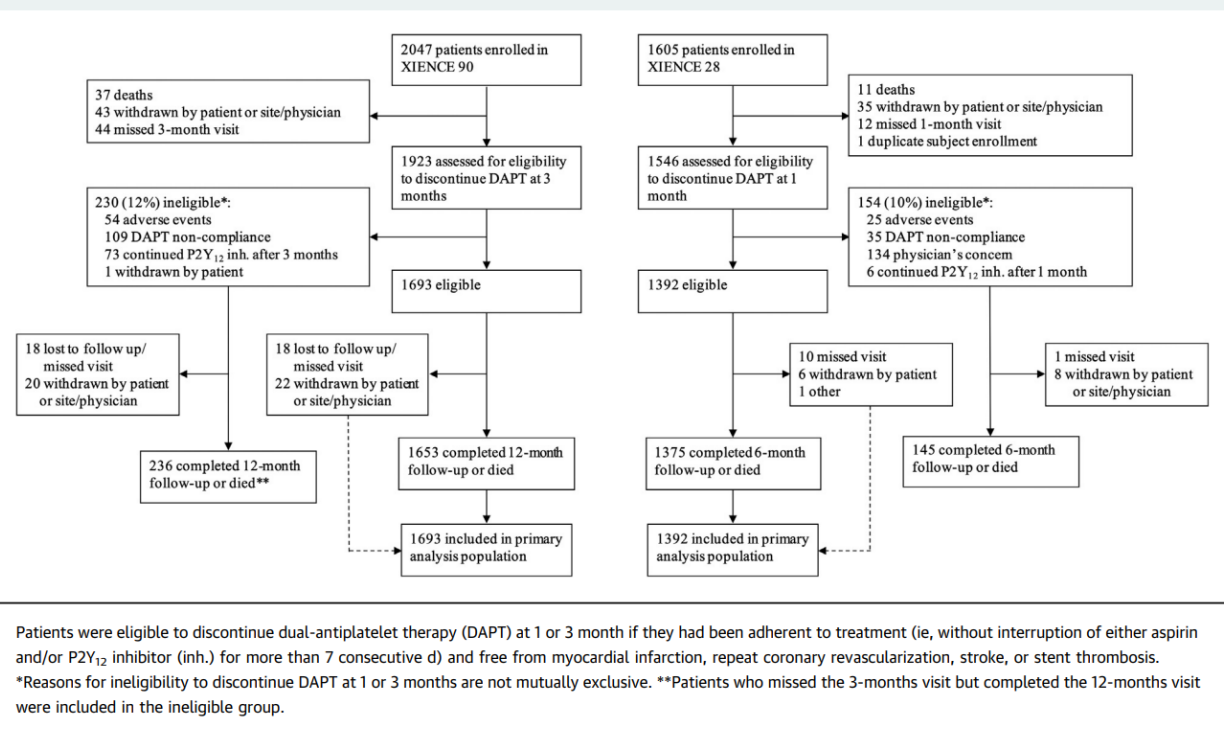 2047 patients enrolled in
XIENCE 90
1605 patients enrolled in
XIENCE 28
37 deaths
43 withdrawn by patient or site/physician
44 missed 3-month visit
11 deaths
35 withdrawn by patient or site/physician
12 missed 1-month visit
1 duplicate subject enrollment
1923 assessed for eligibility
to discontinue DAPT at 3
months
1546 assessed for eligibility
to discontinue DAPT at 1
month
230 (12%) ineligible*:
54 adverse events
109 DAPT non-compliance
73 continued P2Y₁₂ inh. after 3 months
1 withdrawn by patient
154 (10%) ineligible*:
25 adverse events
35 DAPT non-compliance
134 physician's concem
6 continued P2Y₁₂ inh. after 1 month
1693 eligible
1392 eligible
18 lost to follow up/
missed visit
20 withdrawn by patient
or site/physician
18 lost to follow up/
missed visit
22 withdrawn by patient
or site/physician
10 missed visit
6 withdrawn by patient
1 other
1 missed visit
8 withdrawn by patient
or site/physician
236 completed 12-month
follow-up or died**
1653 completed 12-month
follow-up or died
1375 completed 6-month
follow-up or died
145 completed 6-month
follow-up or died
1693 included in primary
analysis population
1392 included in primary
analysis population
Patients were eligible to discontinue dual-antiplatelet therapy (DAPT) at 1 or 3 month if they had been adherent to treatment (ie, without interruption of either aspirin
and/or P2Y₁₂ inhibitor (inh.) for more than 7 consecutive d) and free from myocardial infarction, repeat coronary revascularization, stroke, or stent thrombosis.
*Reasons for ineligibility to discontinue DAPT at 1 or 3 months are not mutually exclusive. **Patients who missed the 3-months visit but completed the 12-months visit
were included in the ineligible group.